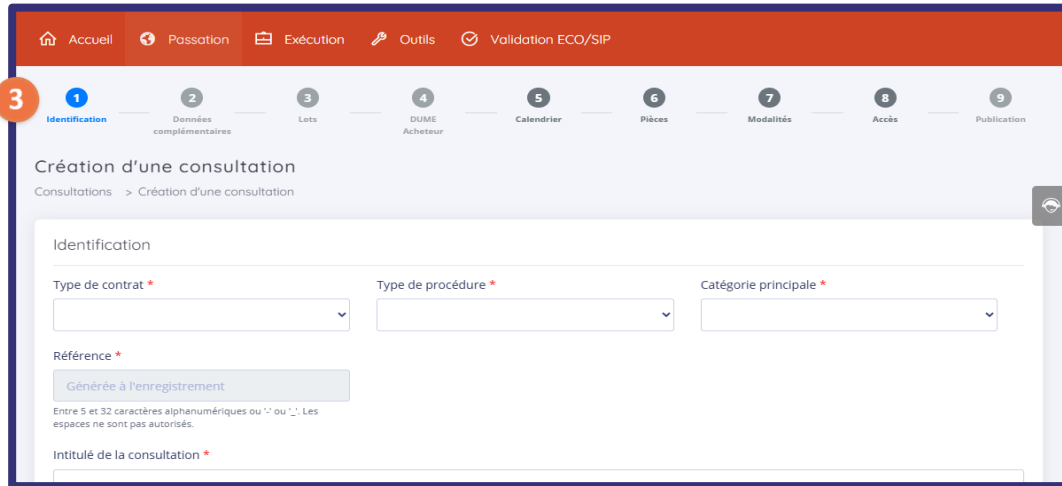 Accueil Passation Exécution Outils Validation ECO/SIP
3
1 2 3 4 5 6 7 8 9
Identification Données complémentaires Lots DUME Acheteur Calendrier Pièces Modalités Accès Publication
Création d'une consultation
Consultations > Création d'une consultation
Identification
Type de contrat * Type de procédure * Catégorie principale *
Référence *
Générée à l'enregistrement
Entre 5 et 32 caractères alphanumériques ou '-' ou '_'. Les
espaces ne sont pas autorisés.
Intitulé de la consultation *